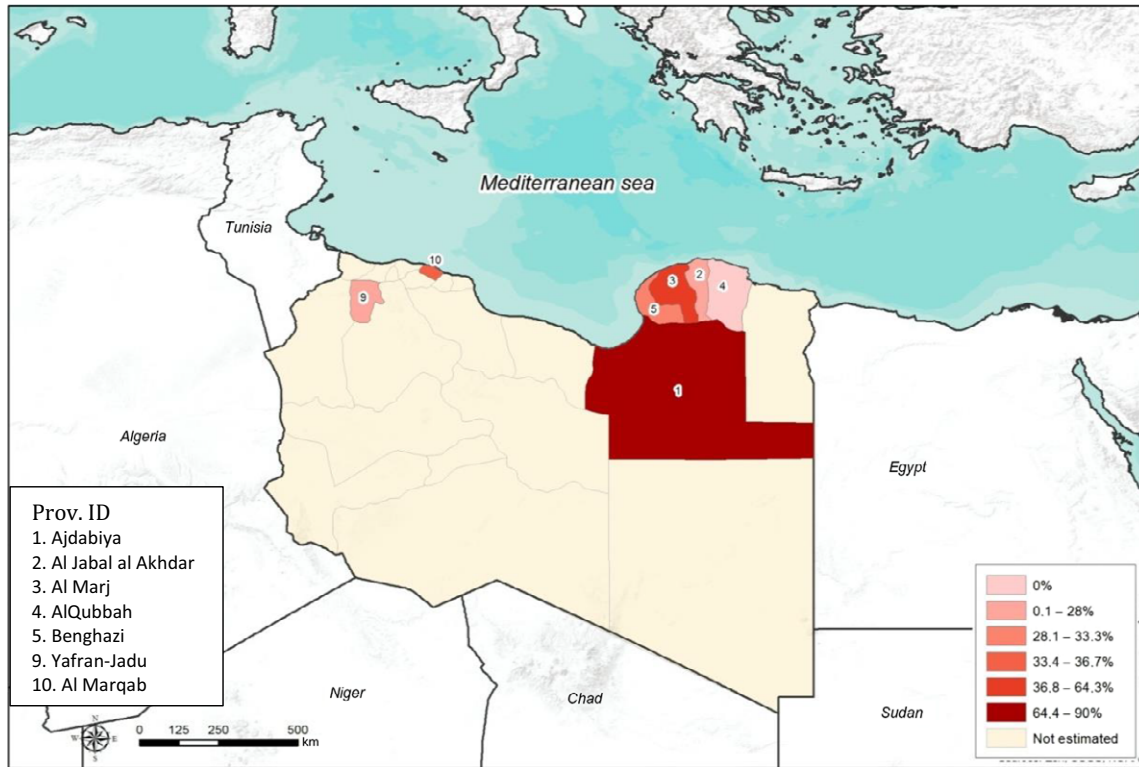 Mediterranean sea
Tunisia
10
9
3
2
4
5
1
Algeria
Egypt
Prov. ID
1. Ajdabiya
2. Al Jabal al Akhdar
3. Al Marj
4. AlQubbah
5. Benghazi
9. Yafran-Jadu
10. Al Marqab
0%
0.1 – 28%
28.1 – 33.3%
33.4 – 36.7%
36.8 – 64.3%
64.4 – 90%
Not estimated
Niger
Chad
Sudan
N
W E
S
0 125 250 500
km